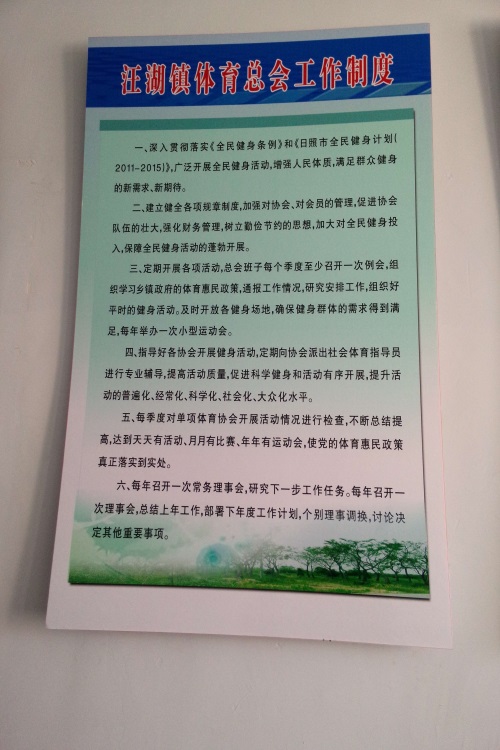 汪湖镇体育总会工作制度
一、深入贯彻落实《全民健身条例》和《日照市全民健身计划(
2011-2015)》,广泛开展全民健身活动,增强人民体质,满足群众健身
的新需求、新期待。
二、建立健全各项规章制度,加强对协会、对会员的管理,促进协会
队伍的壮大,强化财务管理,树立勤俭节约的思想,加大对全民健身投
入,保障全民健身活动的蓬勃开展。
三、定期开展各项活动,总会班子每个季度至少召开一次例会,组
织学习乡镇政府的体育惠民政策,通报工作情况,研究安排工作,组织好
平时的健身活动。及时开放各健身场地,确保健身群体的需求得到满
足,每年举办一次小型运动会。
四、指导好各协会开展健身活动,定期向协会派出社会体育指导员
进行专业辅导,提高活动质量,促进科学健身和活动有序开展,提升活
动的普遍化、经常化、科学化、社会化、大众化水平。
五、每季度对单项体育协会开展活动情况进行检查,不断总结提
高,达到天天有活动、月月有比赛、年年有运动会,使党的体育惠民政策
真正落实到实处。
六、每年召开一次常务理事会,研究下一步工作任务。每年召开一
次理事会,总结上年工作,部署下年度工作计划,个别理事调换,讨论决
定其他重要事项。